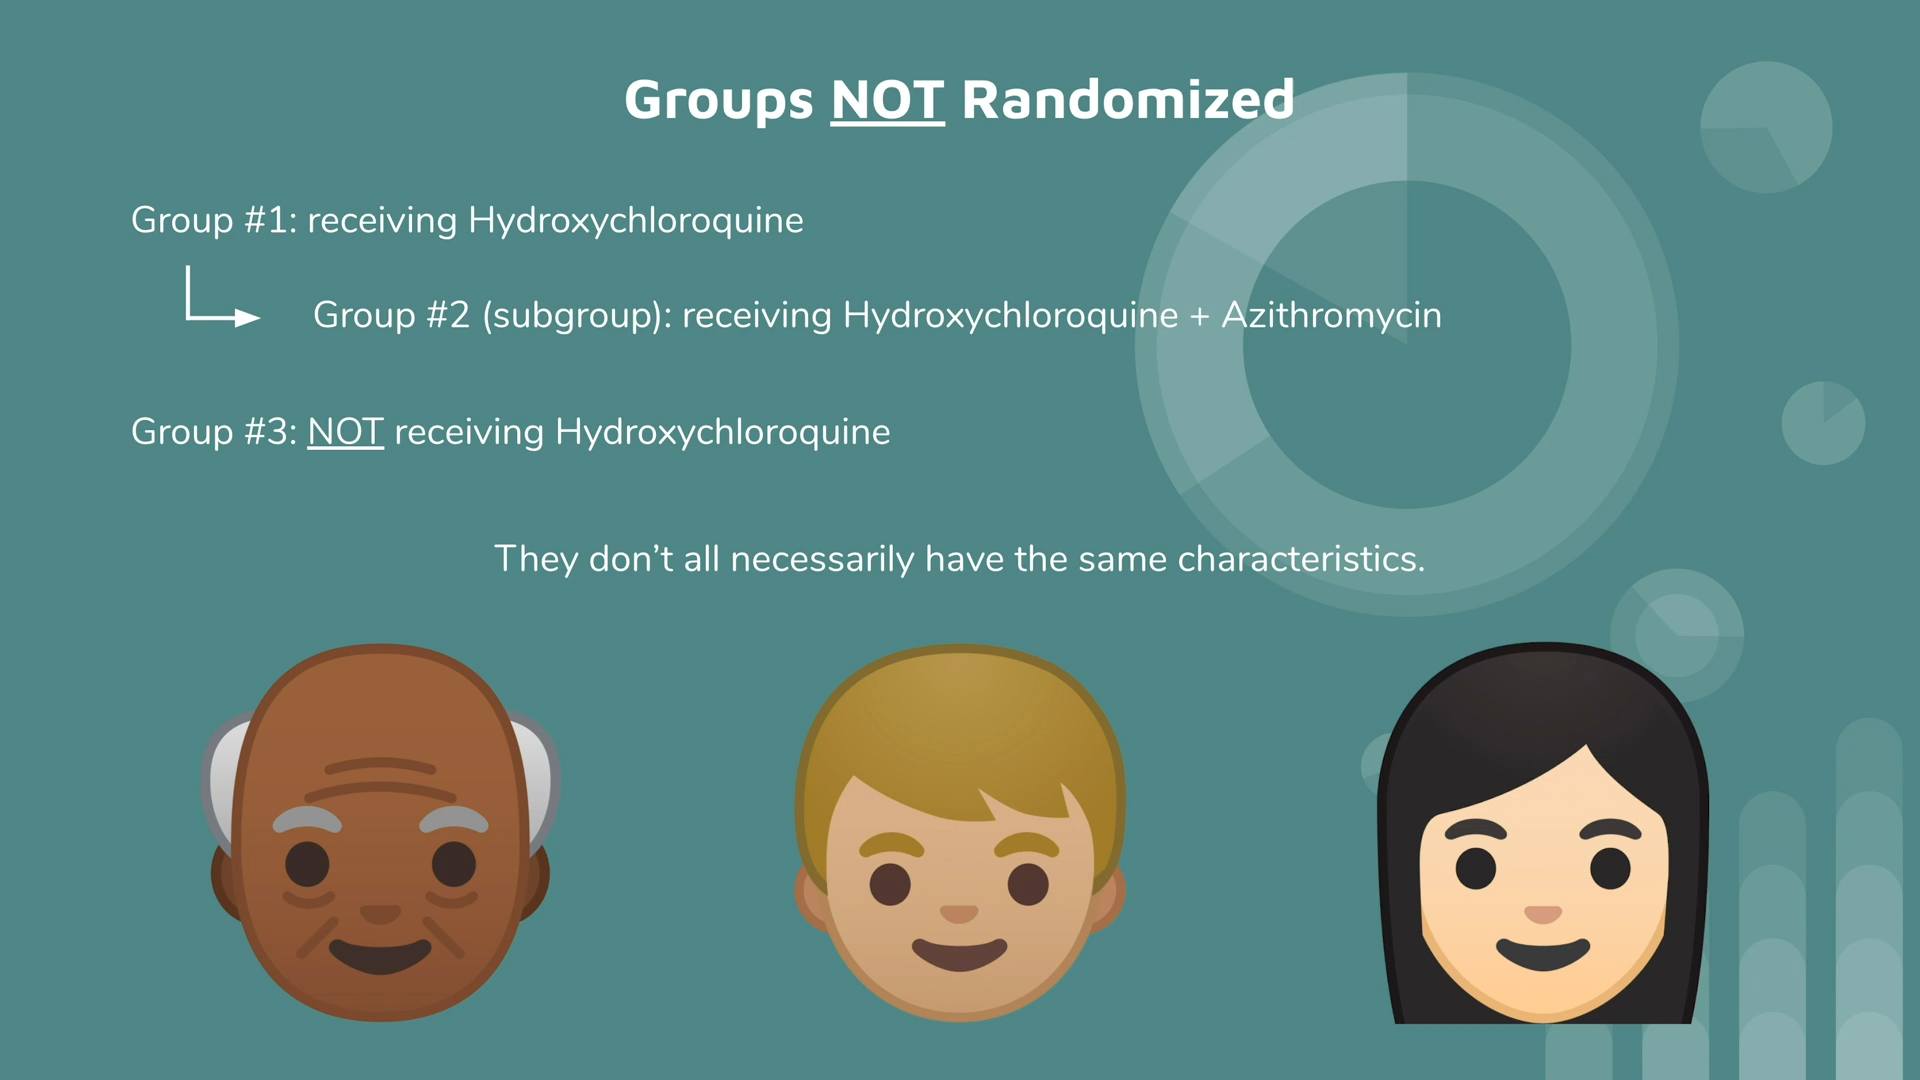 Groups NOT Randomized
Group #1: receiving Hydroxychloroquine
Group #2 (subgroup): receiving Hydroxychloroquine + Azithromycin
Group #3: NOT receiving Hydroxychloroquine
They don’t all necessarily have the same characteristics.